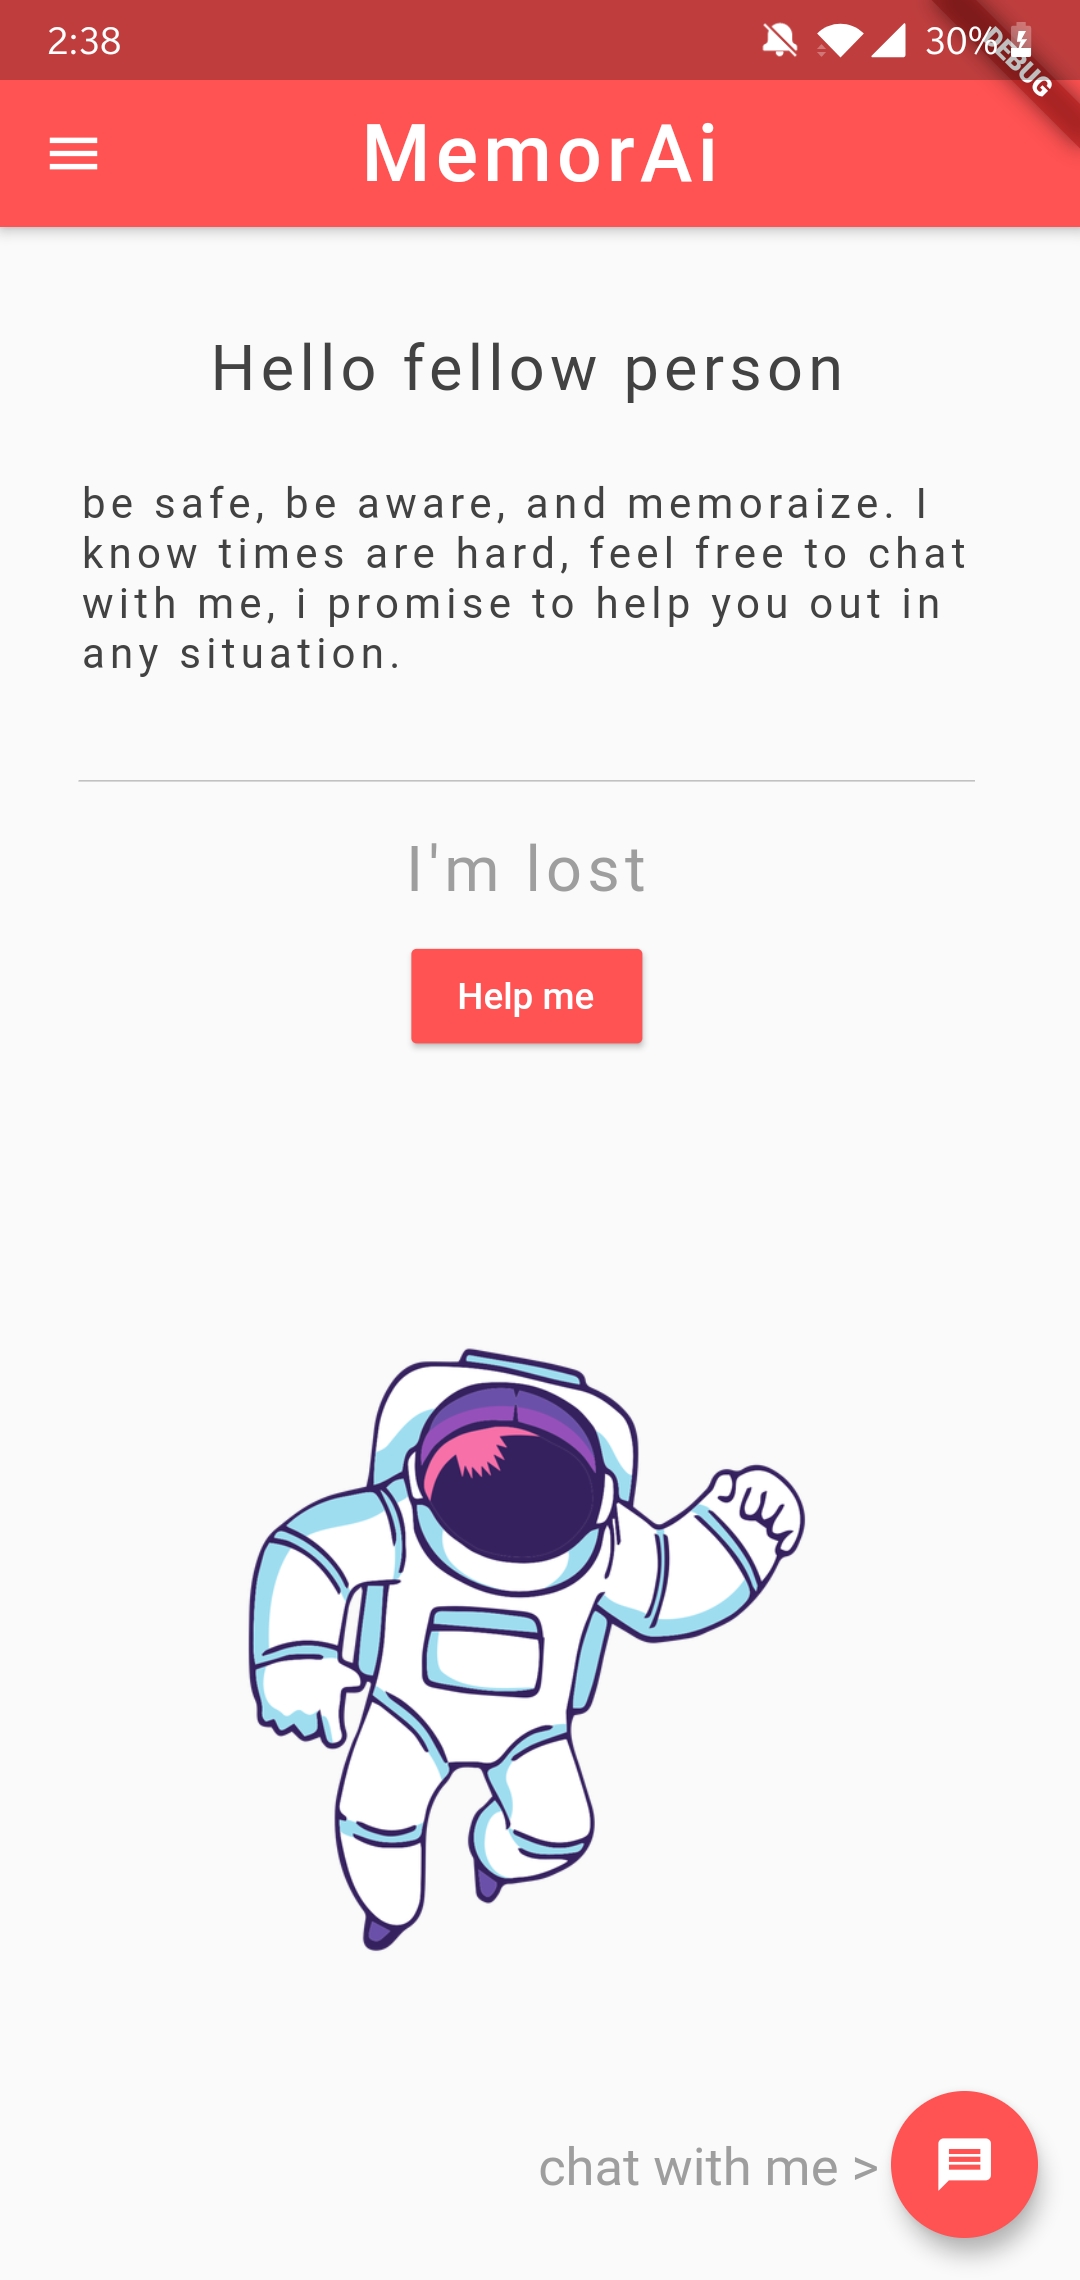 2:38
30%
DEBUG
MemorAi
Hello fellow person
be safe, be aware, and memoraize. I
know times are hard, feel free to chat
with me, i promise to help you out in
any situation.
I'm lost
Help me
chat with me >